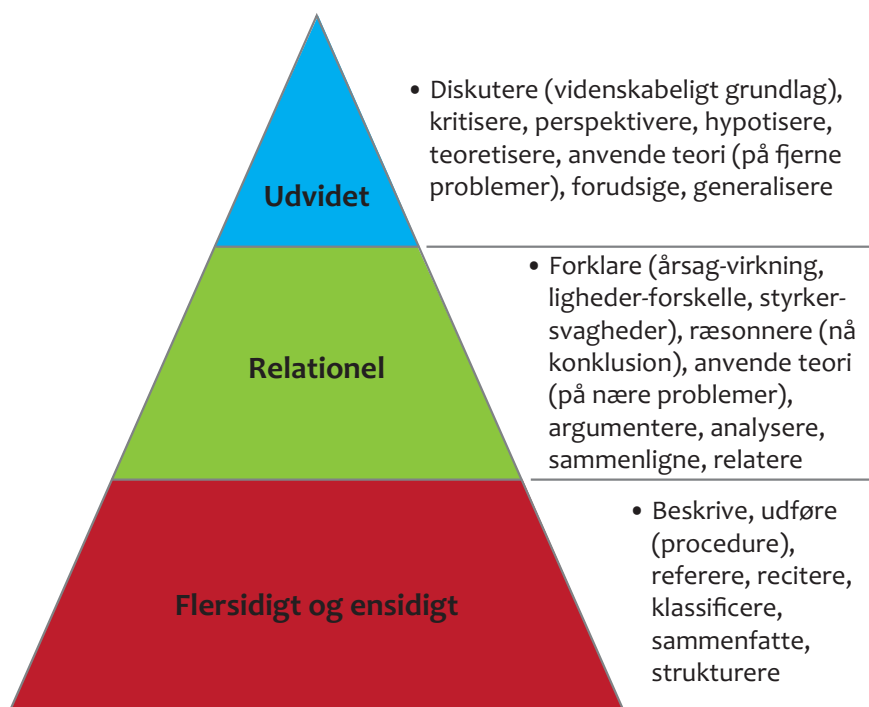 • Diskutere (videnskabeligt grundlag),
kritisere, perspektivere, hypotisere,
teoretisere, anvende teori (på fjerne
problemer), forudsige, generalisere
Udvidet
• Forklare (årsag-virkning,
ligheder-forskelle, styrker-
svagheder), ræsonnere (nå
konklusion), anvende teori
(på nære problemer),
argumentere, analysere,
sammenligne, relatere
Relationel
• Beskrive, udføre
(procedure),
referere, recitere,
klassificere,
sammenfatte,
strukturere
Flersidigt og ensidigt